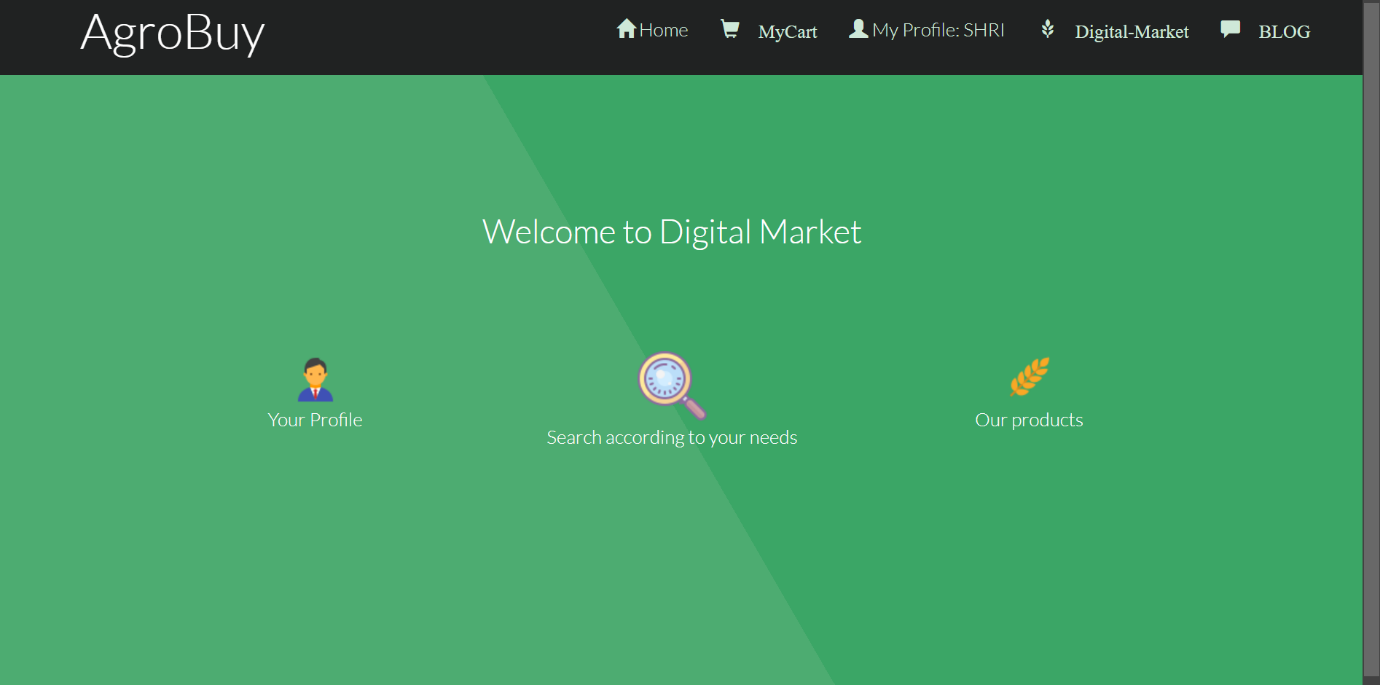 AgroBuy
Home MyCart My Profile: SHRI Digital-Market BLOG
Welcome to Digital Market
Your Profile
Search according to your needs
Our products